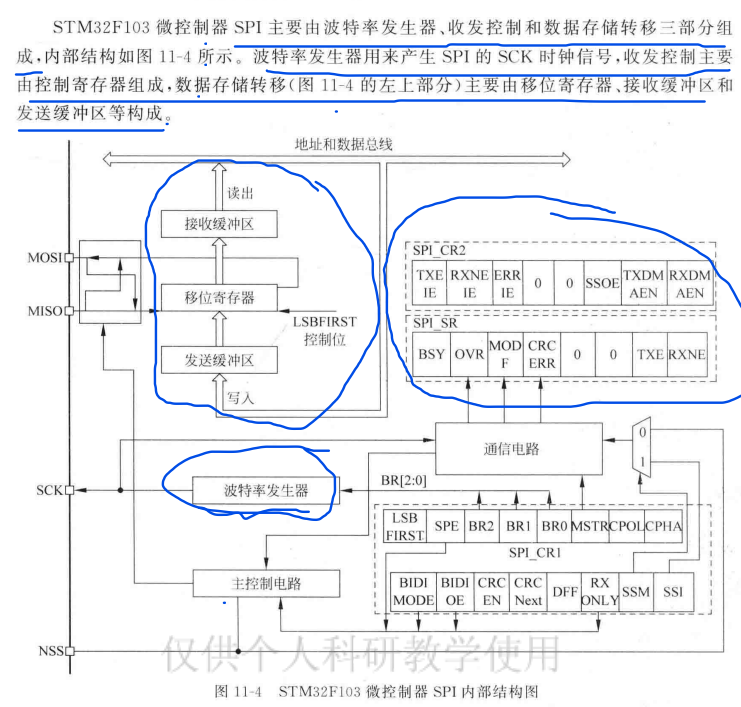 STM32F103 微控制器 SPI 主要由波特率发生器、收发控制和数据存储转移三部分组
成,内部结构如图 11-4 所示。波特率发生器用来产生 SPI 的 SCK 时钟信号,收发控制主要
由控制寄存器组成,数据存储转移(图 11-4 的左上部分)主要由移位寄存器、接收缓冲区和
发送缓冲区等构成。
地址和数据总线
读出
接收缓冲区
MOSI
移位寄存器
MISO
LSBFIRST
控制位
发送缓冲区
写入
SPI_CR2
TXE IE RXNE IE ERR IE 0 0 SSOE TXDM AEN RXDM AEN
SPI_SR
BSY OVR MOD F CRC ERR 0 0 TXE RXNE
通信电路
0
1
SCK
波特率发生器
BR[2:0]
LSB FIRST SPE BR2 BR1 BR0 MSTR CPOL CPHA
SPI_CR1
主控制电路
BIDI MODE BIDI OE CRC EN CRC Next DFF RX ONLY SSM SSI
NSS
仅供个人科研教学使用
图 11-4 STM32F103 微控制器 SPI 内部结构图